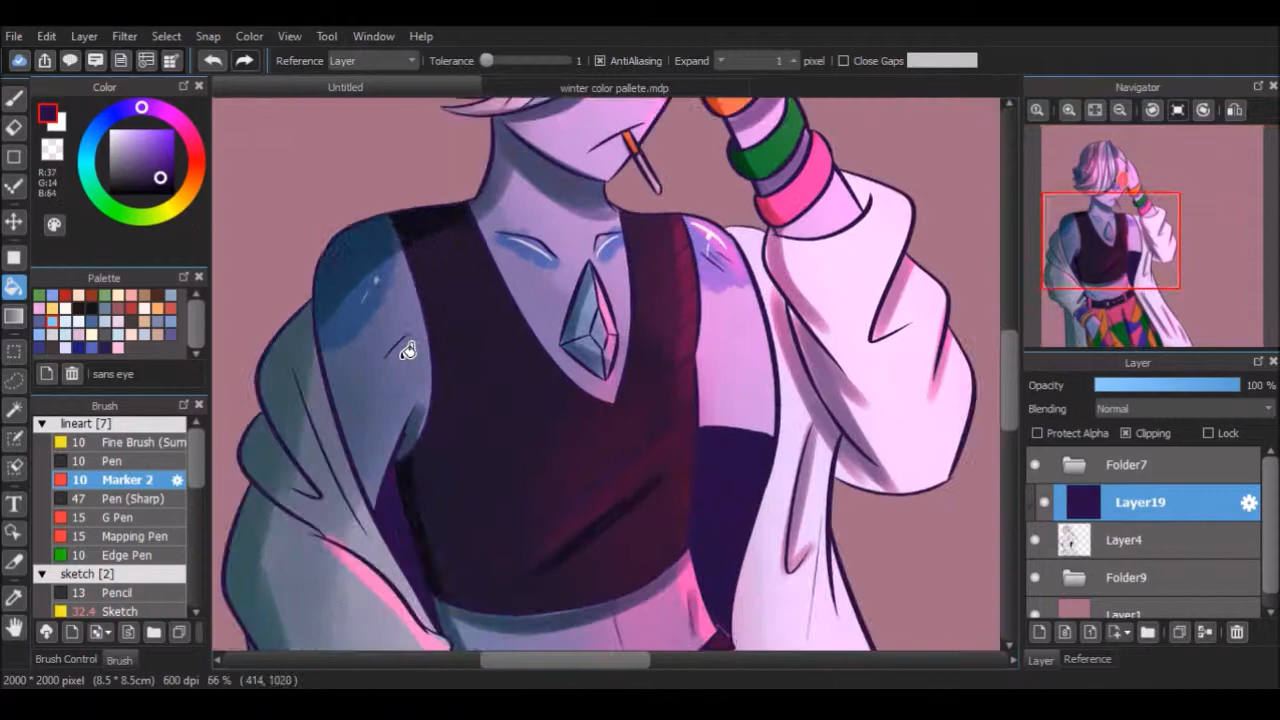 File Edit Layer Filter Select Snap Color View Tool Window Help
Reference Layer Tolerance 1 AntiAliasing Expand 1 pixel Close Gaps
Color
Untitled
winter color pallete.mdp
Navigator
R:37
G:14
B:64
Palette
sans eye
Brush
lineart [7]
10 Fine Brush (Sum
10 Pen
10 Marker 2
47 Pen (Sharp)
15 G Pen
15 Mapping Pen
10 Edge Pen
sketch [2]
13 Pencil
32.4 Sketch
Brush Control Brush
Layer
Opacity 100 %
Blending Normal
Protect Alpha Clipping Lock
Folder7
Layer19
Layer4
Folder9
Layer1
Layer Reference
2000 * 2000 pixel (8.5 * 8.5cm) 600 dpi 66 % ( 414, 1020 )